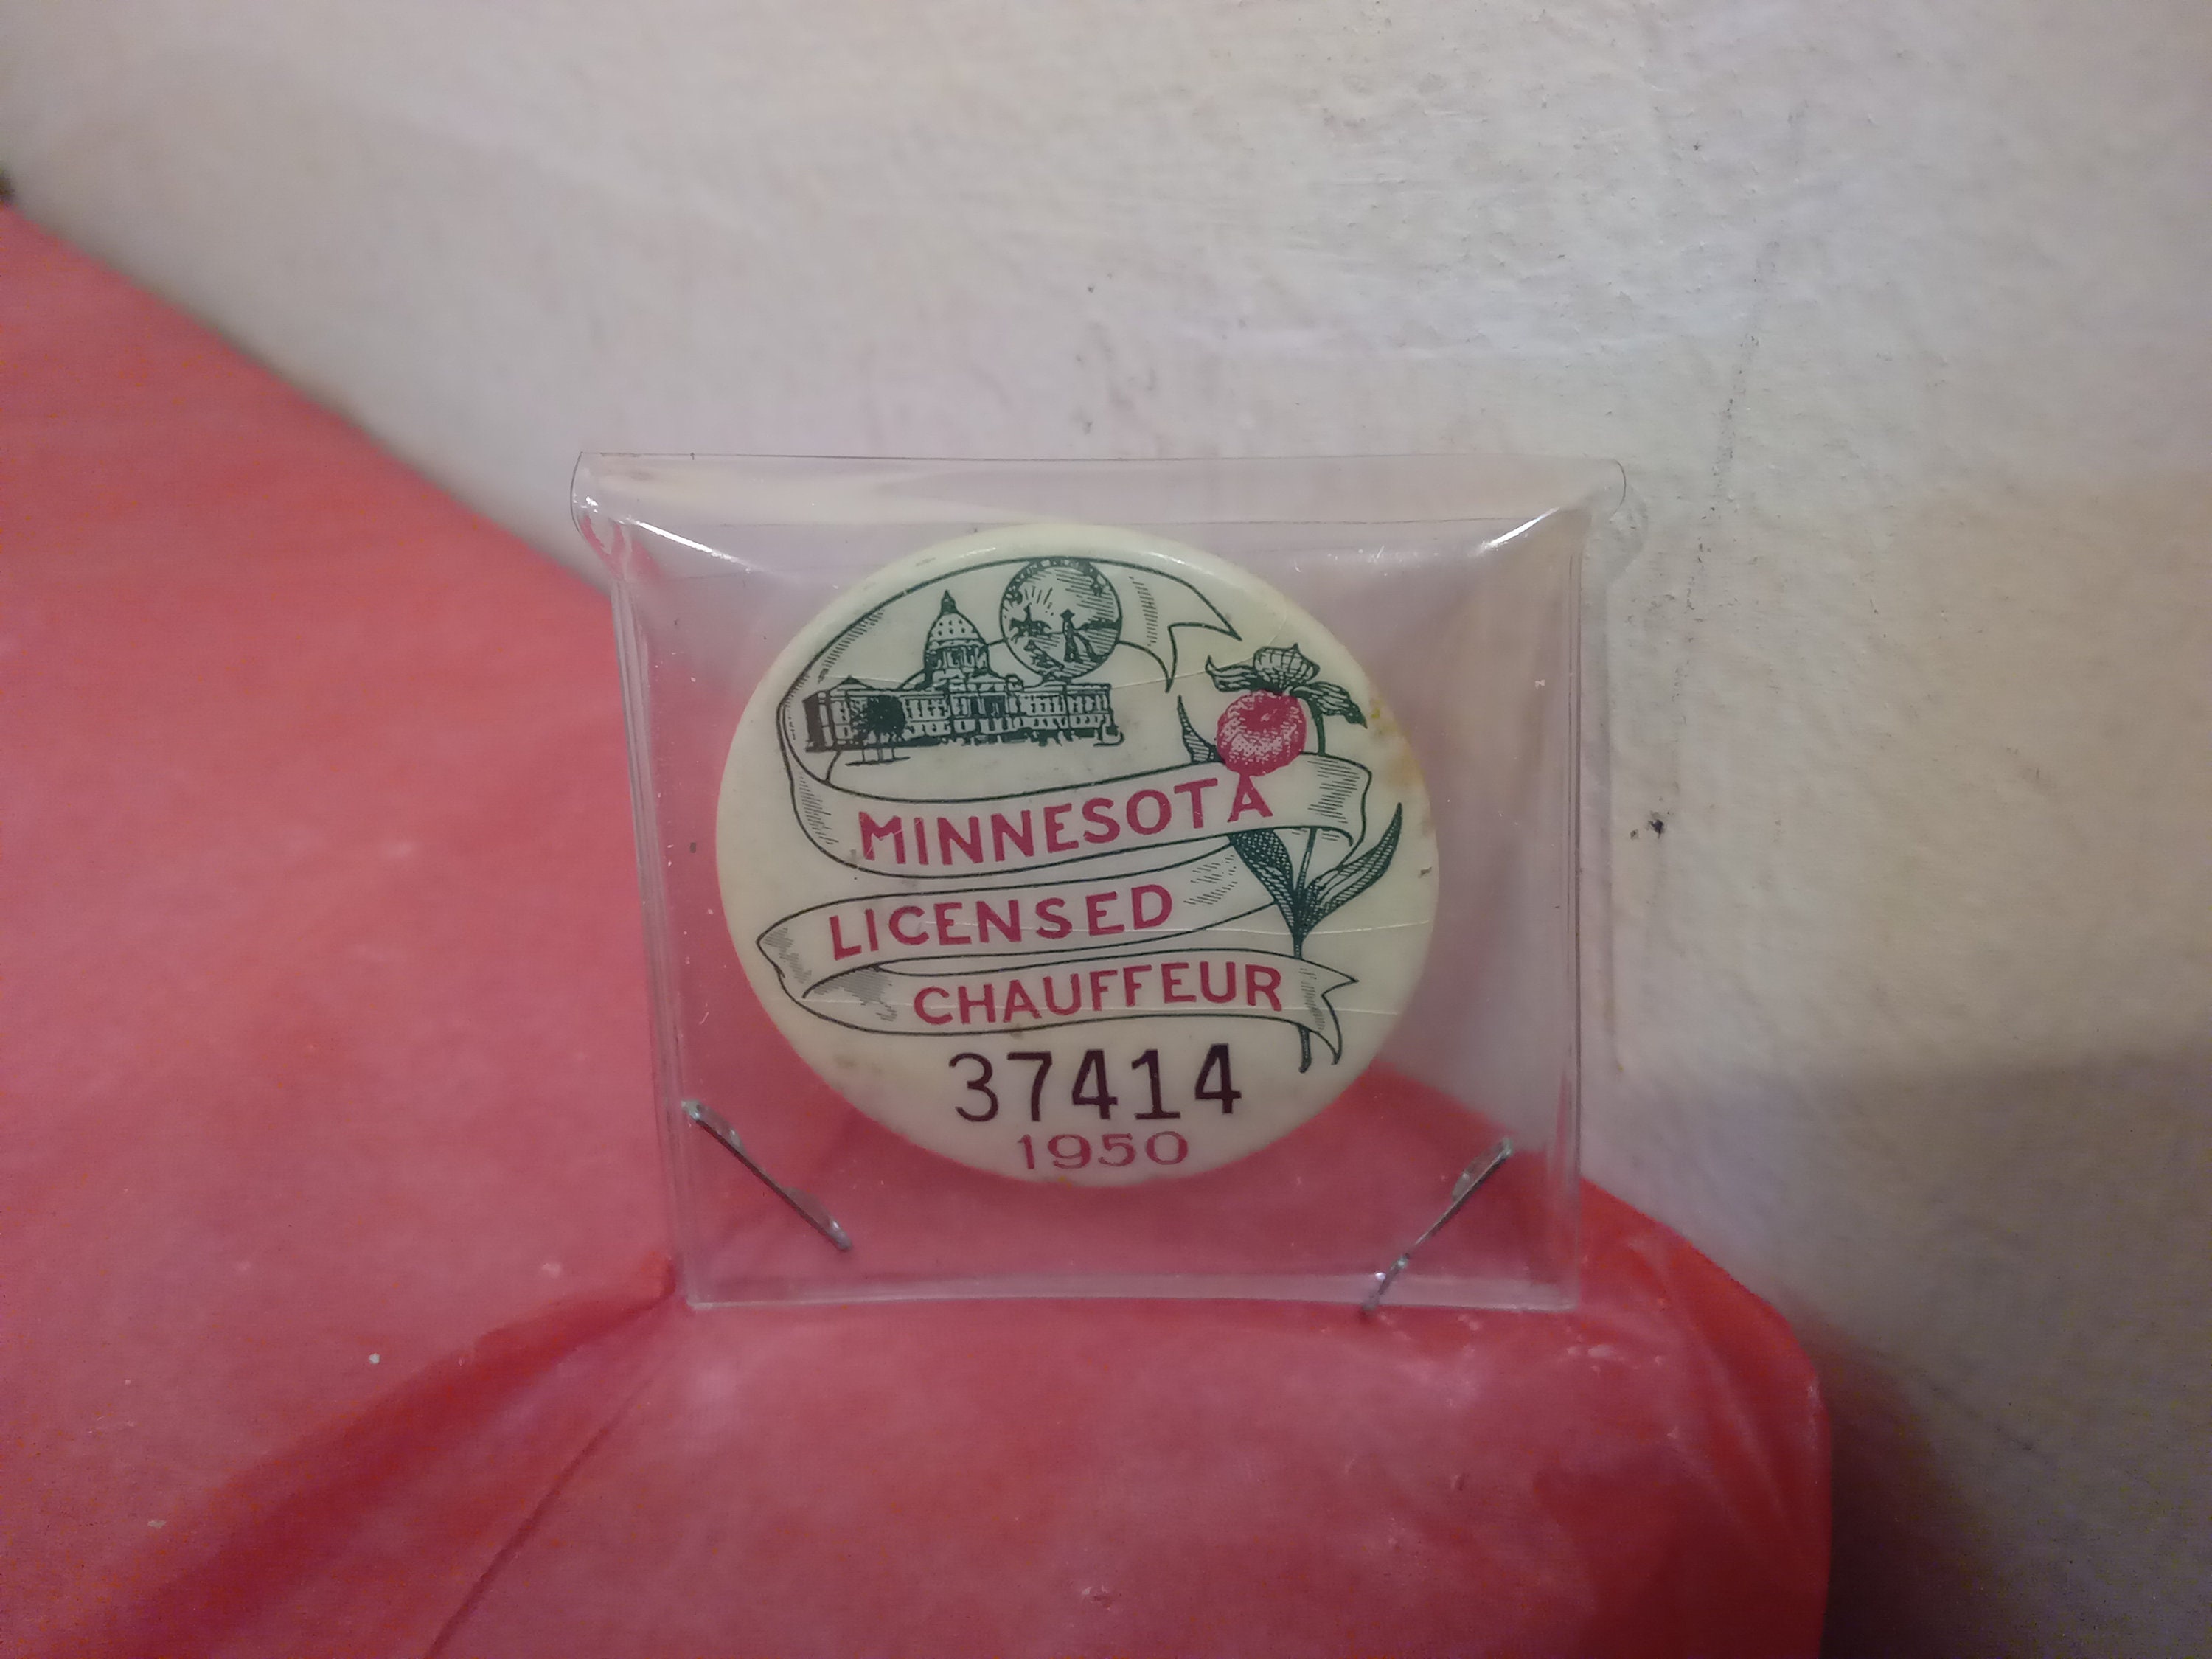 MINNESOTA
LICENSED
CHAUFFEUR
37414
1950